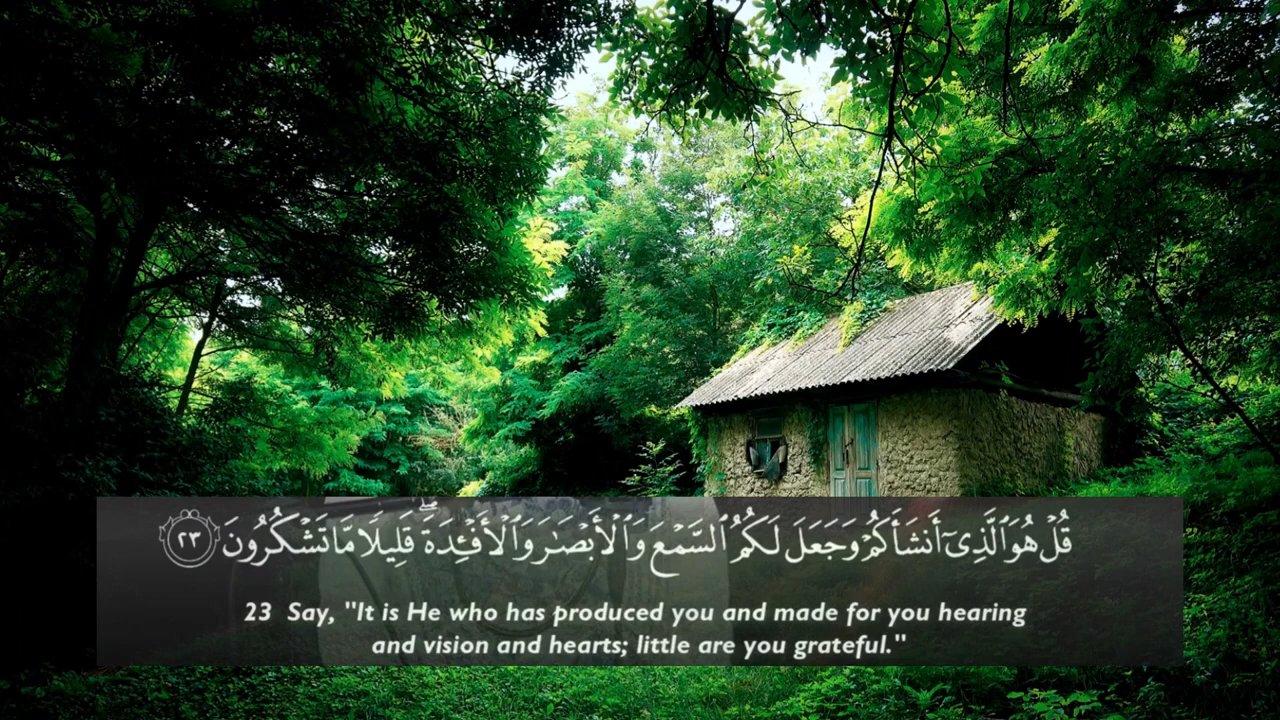 قُلْ هُوَ ٱلَّذِىٓ أَنشَأَكُمْ وَجَعَلَ لَكُمُ ٱلسَّمْعَ وَٱلْأَبْصَٰرَ وَٱلْأَفْـِٔدَةَ ۖ قَلِيلًا مَّا تَشْكُرُونَ ٢٣
23 Say, "It is He who has produced you and made for you hearing
and vision and hearts; little are you grateful."